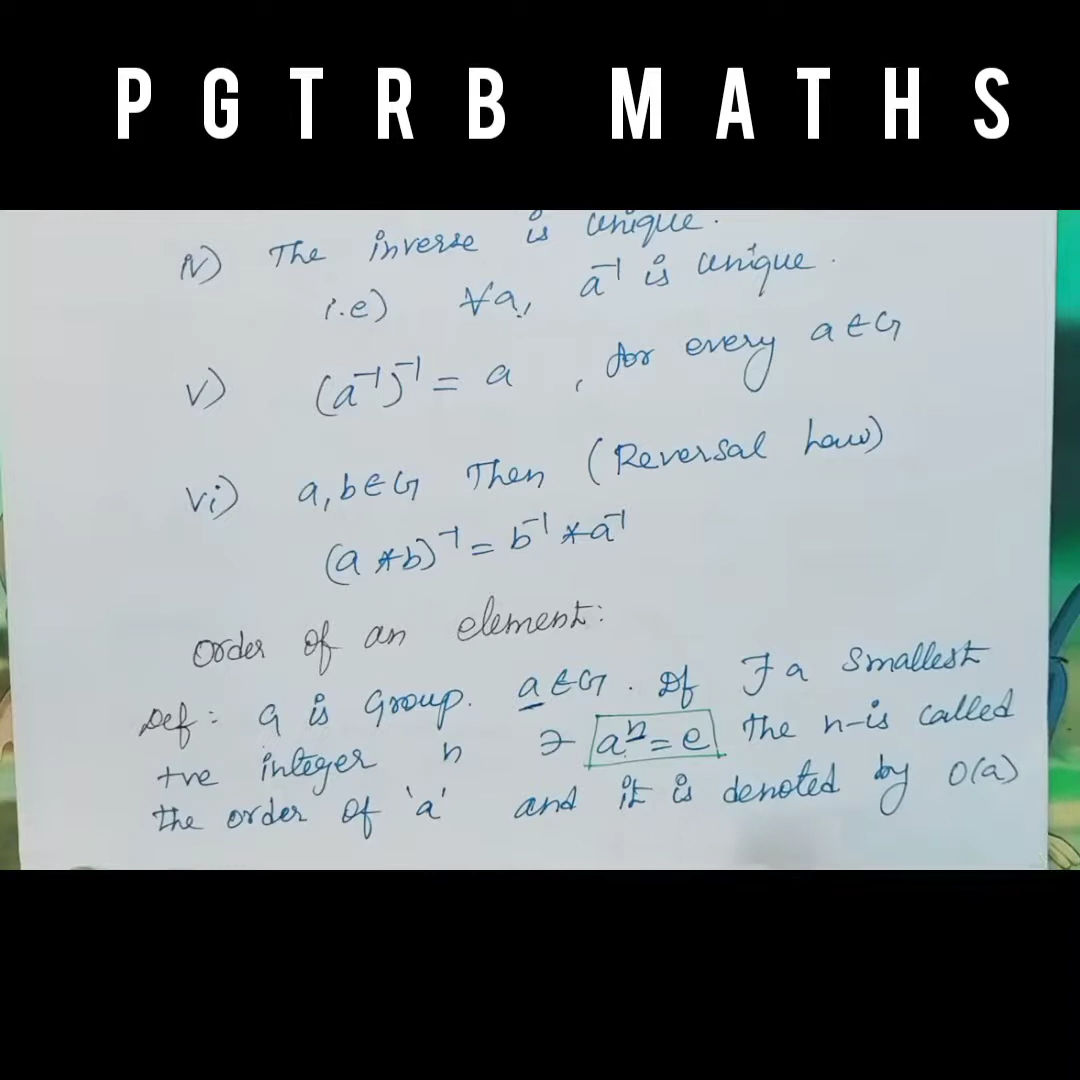 PGTRB MATHS
iv) The inverse is unique.
i.e) ∀a, a⁻¹ is unique.
v) (a⁻¹)⁻¹ = a , for every a ∈ G
vi) a, b ∈ G Then (Reversal Law)
(a * b)⁻¹ = b⁻¹ * a⁻¹
Order of an element:
Def: G is Group. a ∈ G. If ∃ a smallest
+ve integer n ∋ aⁿ = e The n-is called
the order of 'a' and it is denoted by O(a)